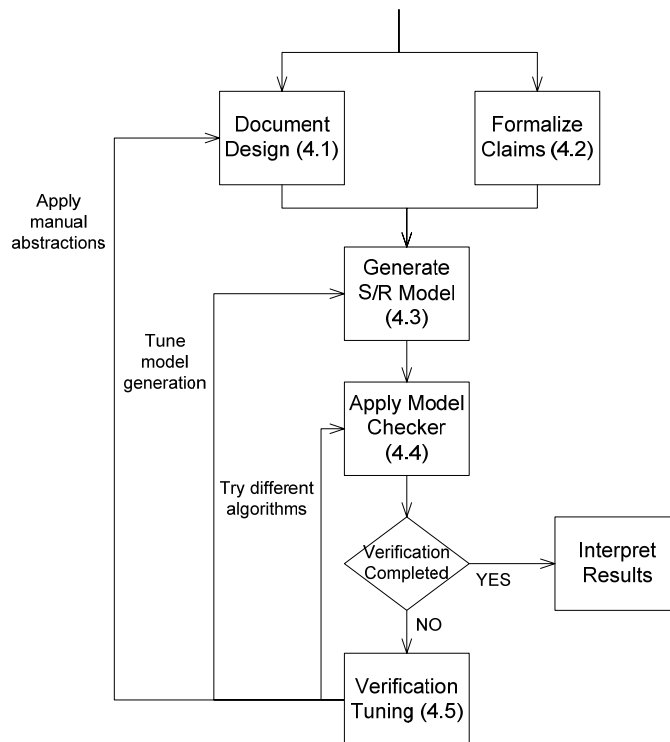 Document
Design (4.1)
Formalize
Claims (4.2)
Apply
manual
abstractions
Generate
S/R Model
(4.3)
Tune
model
generation
Apply Model
Checker
(4.4)
Try different
algorithms
Verification
Completed
YES
Interpret
Results
NO
Verification
Tuning (4.5)